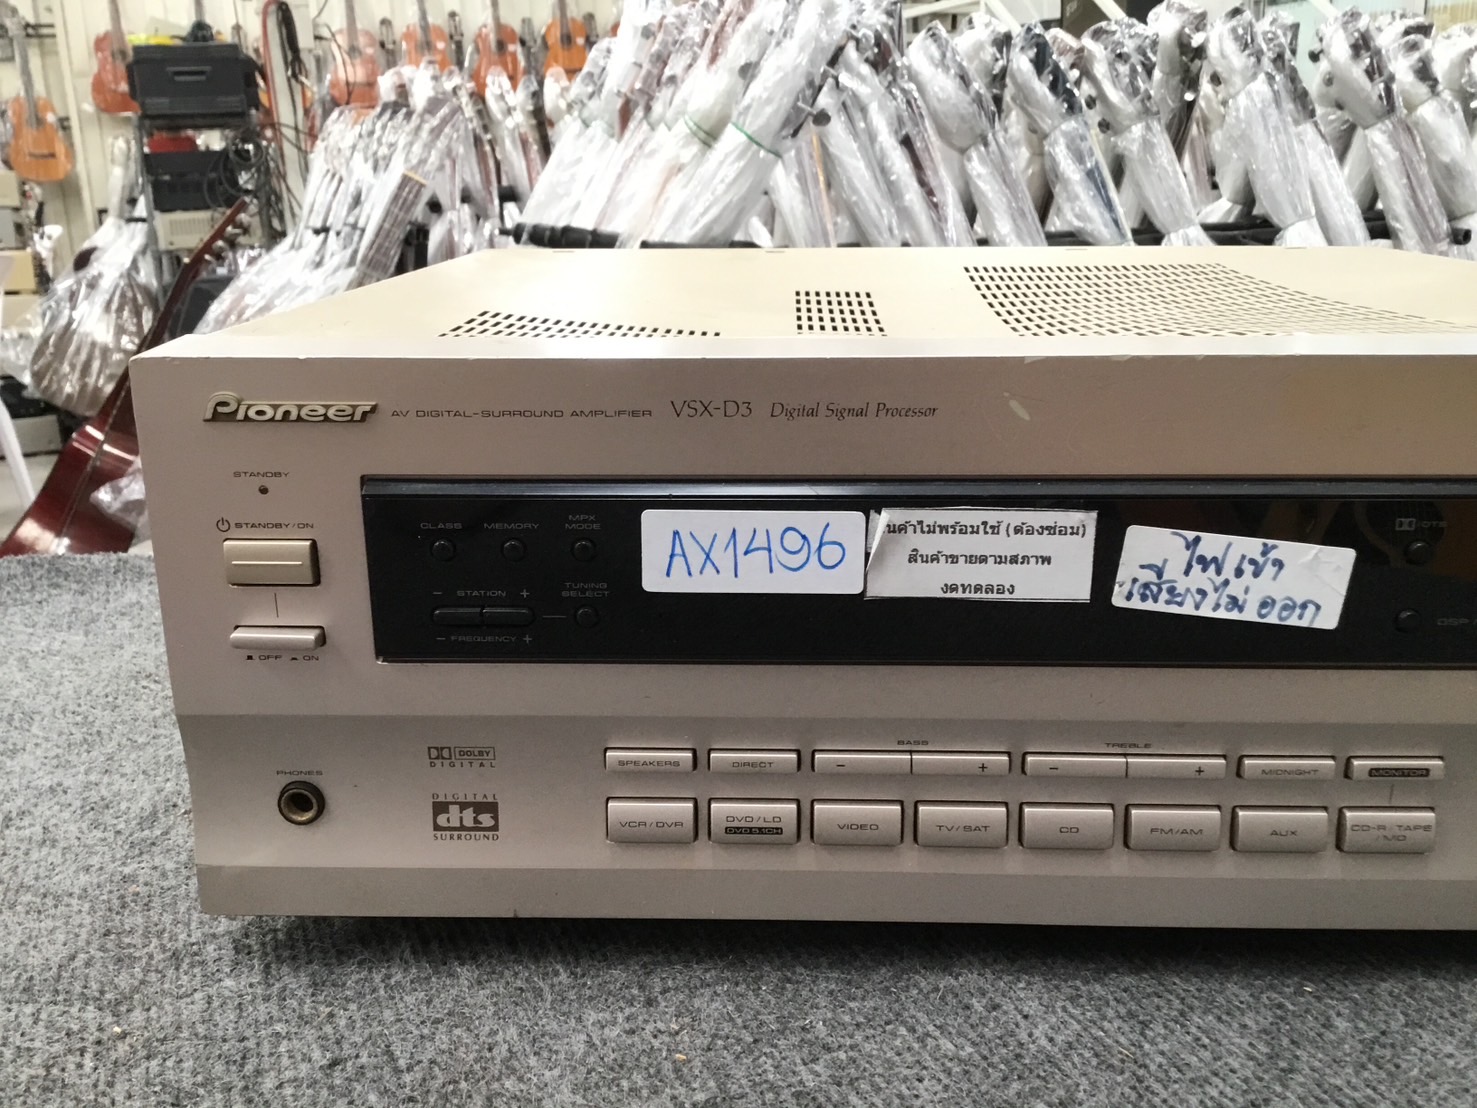 Pioneer AV DIGITAL-SURROUND AMPLIFIER VSX-D3 Digital Signal Processor
STANDBY
STANDBY/ON
OFF ON
CLASS MEMORY MPX MODE
− STATION + TUNING SELECT
− FREQUENCY +
AX1496
นค้าไม่พร้อมใช้ (ต้องซ่อม)
สินค้าขายตามสภาพ
งดทดลอง
ไฟเข้า
เสียงไม่ออก
DTS
DSP
PHONES
DOLBY
DIGITAL
DIGITAL
dts
SURROUND
BASS TREBLE
SPEAKERS DIRECT − + − + MIDNIGHT MONITOR
VCR/DVR DVD/LD VIDEO TV/SAT CD FM/AM AUX CD-R/TAPE
DVD 5.1CH /MD